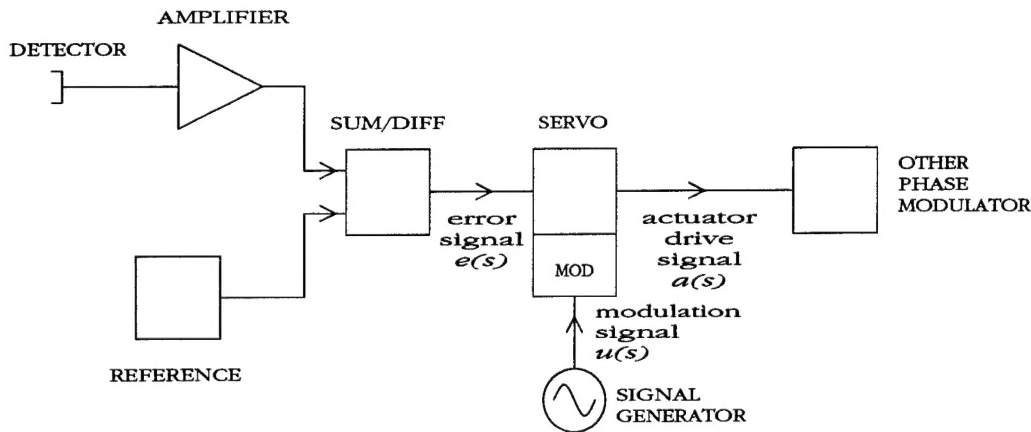 AMPLIFIER
DETECTOR
SUM/DIFF
SERVO
OTHER
PHASE
MODULATOR
error
signal
e(s)
actuator
drive
signal
a(s)
MOD
modulation
signal
u(s)
REFERENCE
SIGNAL
GENERATOR